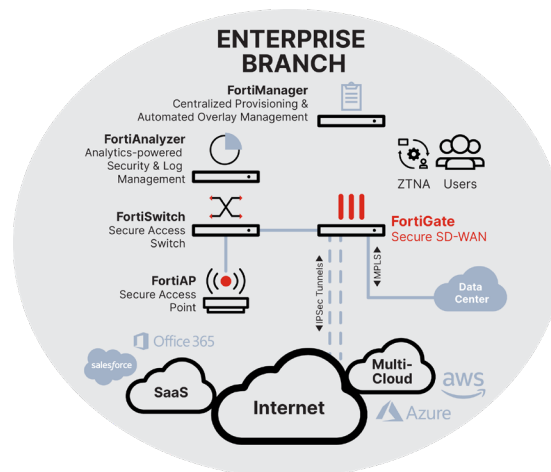 ENTERPRISE
BRANCH
FortiManager
Centralized Provisioning &
Automated Overlay Management
FortiAnalyzer
Analytics-powered
Security & Log
Management
ZTNA
Users
FortiSwitch
Secure Access
Switch
FortiGate
Secure SD-WAN
IPSec Tunnels
MPLS
FortiAP
Secure Access
Point
Data
Center
Office 365
salesforce
SaaS
Internet
Multi-
Cloud
aws
Azure